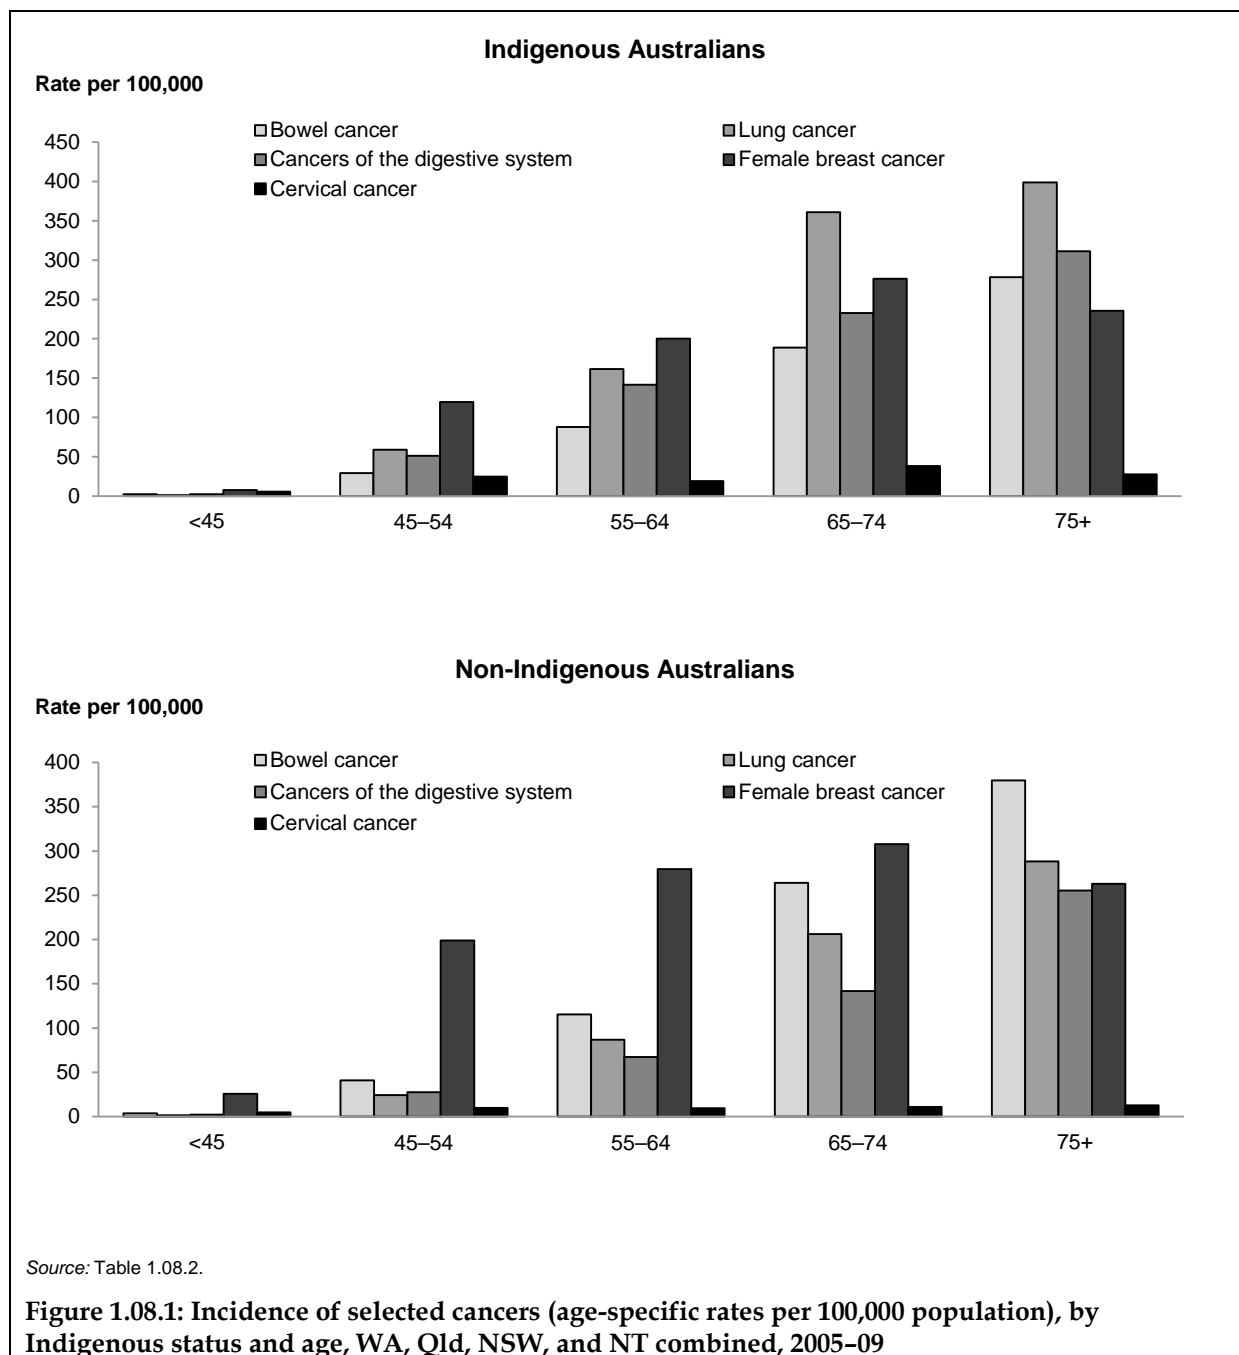 Indigenous Australians
Rate per 100,000
Bowel cancer
Lung cancer
Cancers of the digestive system
Female breast cancer
Cervical cancer
450
400
350
300
250
200
150
100
50
0
<45
45–54
55–64
65–74
75+
Non-Indigenous Australians
Rate per 100,000
Bowel cancer
Lung cancer
Cancers of the digestive system
Female breast cancer
Cervical cancer
400
350
300
250
200
150
100
50
0
<45
45–54
55–64
65–74
75+
Source: Table 1.08.2.
Figure 1.08.1: Incidence of selected cancers (age-specific rates per 100,000 population), by
Indigenous status and age, WA, Qld, NSW, and NT combined, 2005–09